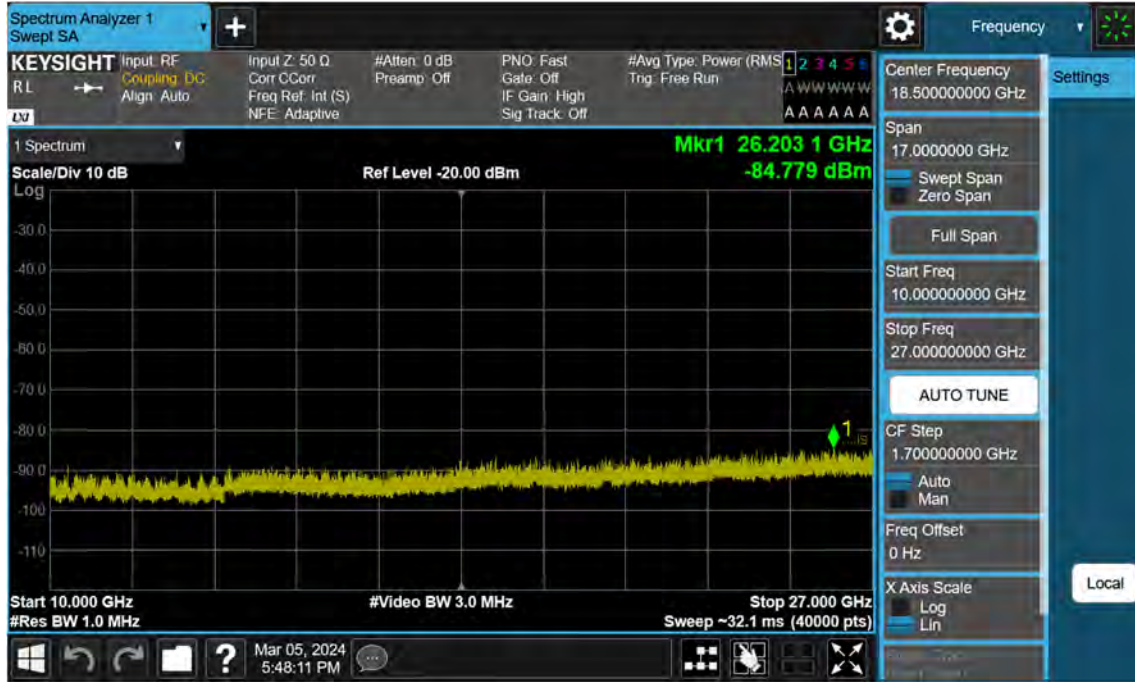 Spectrum Analyzer 1
Swept SA
Frequency
KEYSIGHT
RL
LXI
Input: RF
Coupling: DC
Align: Auto
Input Z: 50 Ω
Corr CCorr
Freq Ref: Int (S)
NFE: Adaptive
#Atten: 0 dB
Preamp: Off
PNO: Fast
Gate: Off
IF Gain: High
Sig Track: Off
#Avg Type: Power (RMS
Trig: Free Run
1 2 3 4 5 6
A W W W W W
A A A A A A
1 Spectrum
Scale/Div 10 dB
Log
Ref Level -20.00 dBm
Mkr1 26.203 1 GHz
-84.779 dBm
-30.0
-40.0
-50.0
-60.0
-70.0
-80.0
-90.0
-100
-110
1
Start 10.000 GHz
#Res BW 1.0 MHz
#Video BW 3.0 MHz
Stop 27.000 GHz
Sweep ~32.1 ms (40000 pts)
Center Frequency
18.500000000 GHz
Span
17.0000000 GHz
Swept Span
Zero Span
Full Span
Start Freq
10.000000000 GHz
Stop Freq
27.000000000 GHz
AUTO TUNE
CF Step
1.700000000 GHz
Auto
Man
Freq Offset
0 Hz
X Axis Scale
Log
Lin
Settings
Local
?
Mar 05, 2024
5:48:11 PM